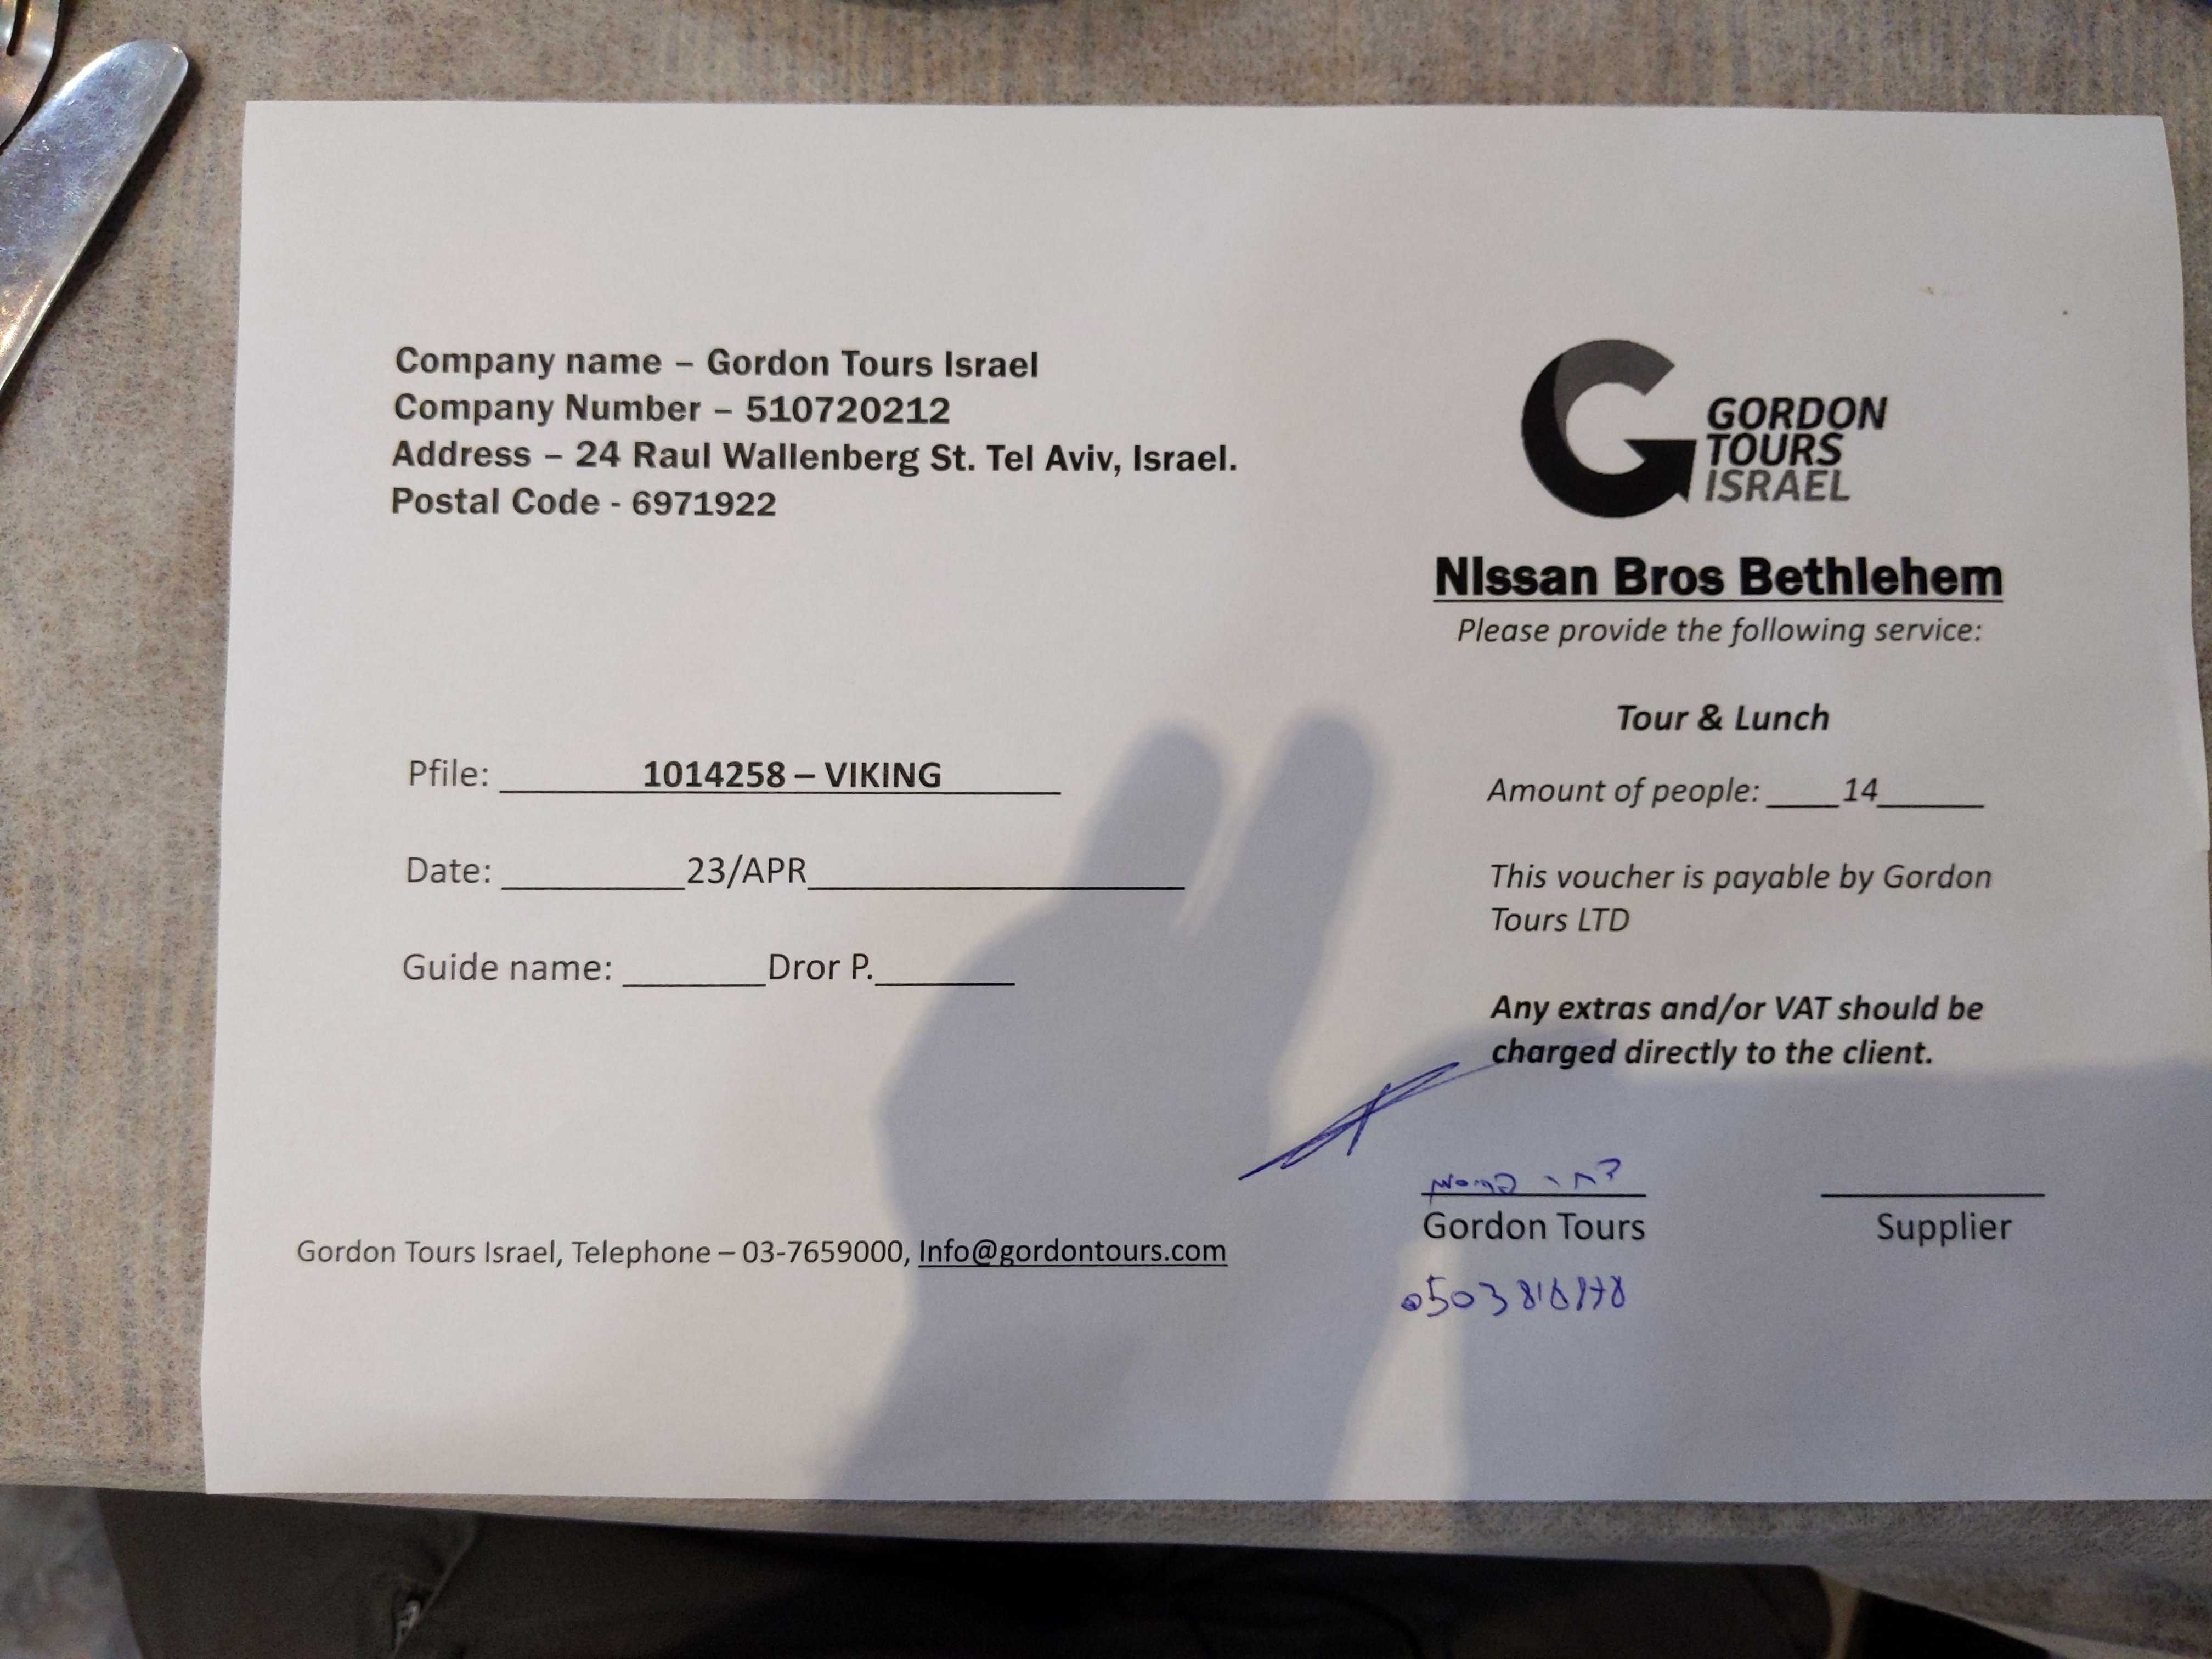 Company name – Gordon Tours Israel
Company Number – 510720212
Address – 24 Raul Wallenberg St. Tel Aviv, Israel.
Postal Code - 6971922
GORDON
TOURS
ISRAEL
NIssan Bros Bethlehem
Please provide the following service:
Tour & Lunch
Amount of people: ____14______
This voucher is payable by Gordon
Tours LTD
Any extras and/or VAT should be
charged directly to the client.
Pfile: 1014258 – VIKING
Date: 23/APR
Guide name: Dror P.
Gordon Tours
Supplier
Gordon Tours Israel, Telephone – 03-7659000, Info@gordontours.com